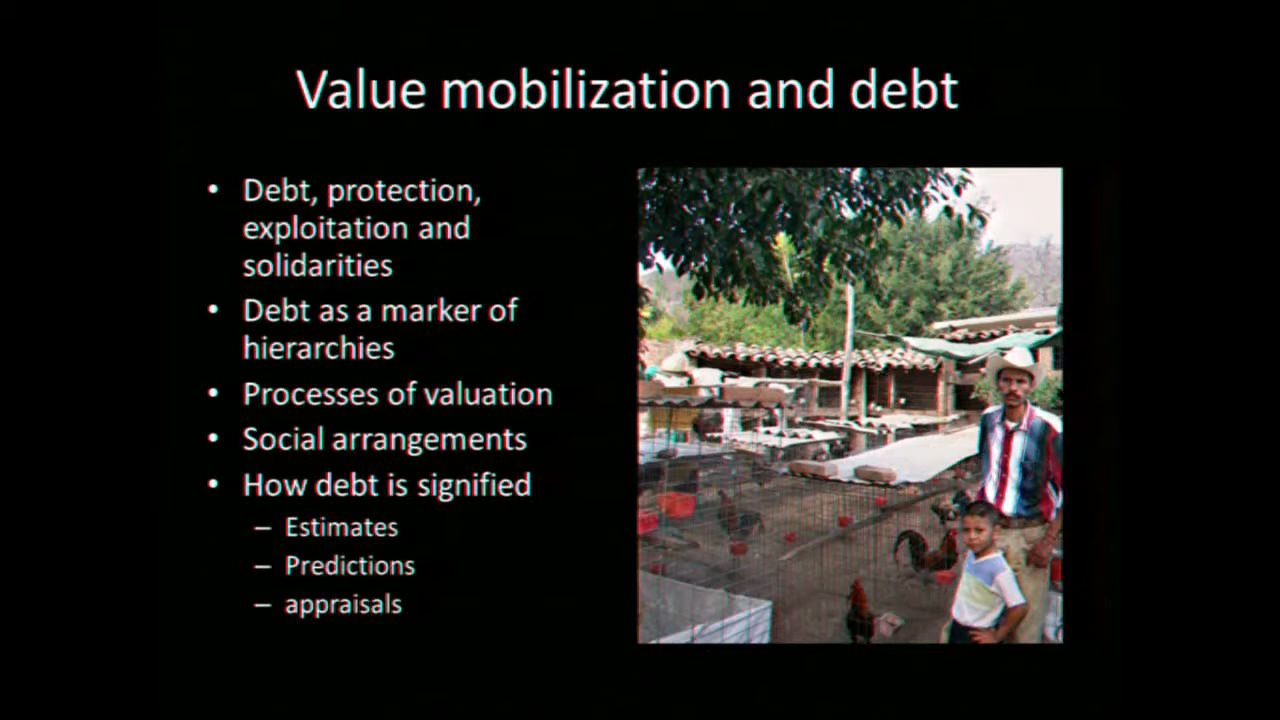 Value mobilization and debt
• Debt, protection,
exploitation and
solidarities
• Debt as a marker of
hierarchies
• Processes of valuation
• Social arrangements
• How debt is signified
– Estimates
– Predictions
– appraisals